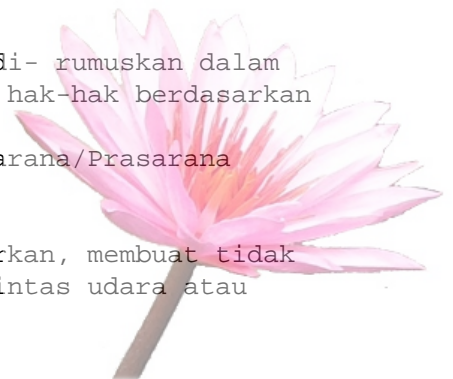 di- rumuskan dalam
hak-hak berdasarkan
arana/Prasarana
rkan, membuat tidak
intas udara atau